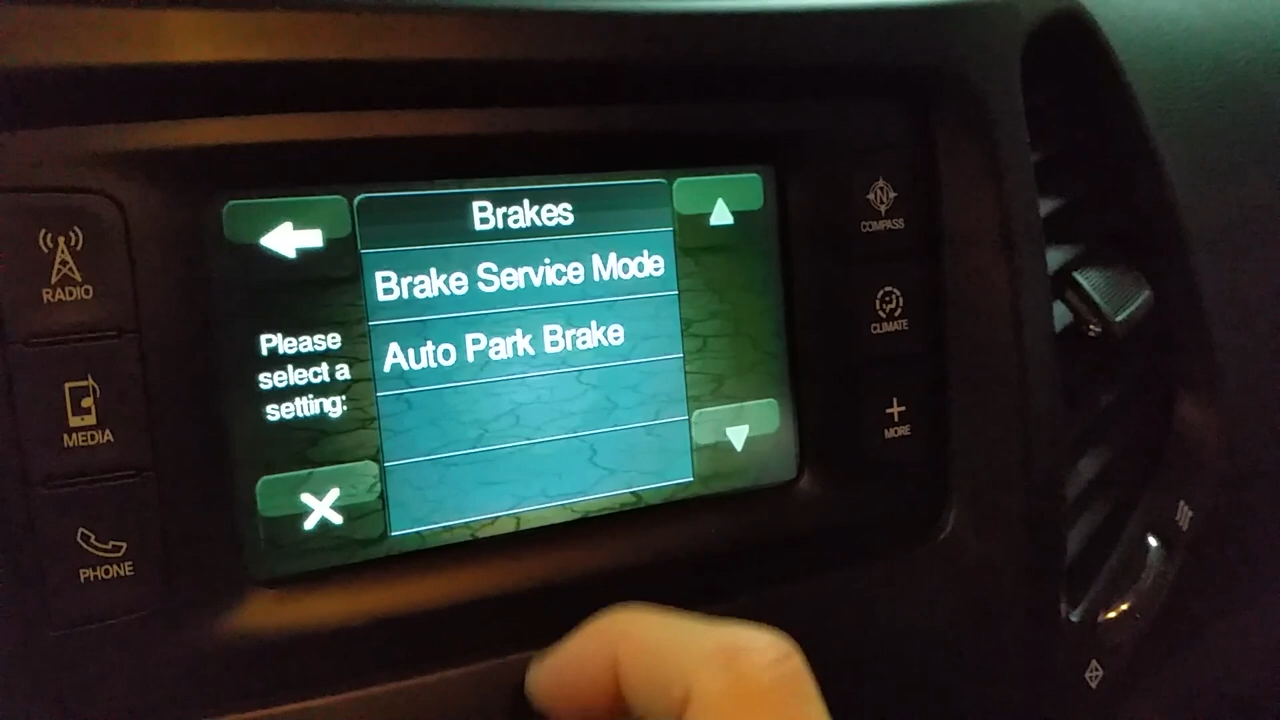 RADIO
MEDIA
PHONE
Please
select a
setting:
Brakes
Brake Service Mode
Auto Park Brake
N
COMPASS
CLIMATE
MORE